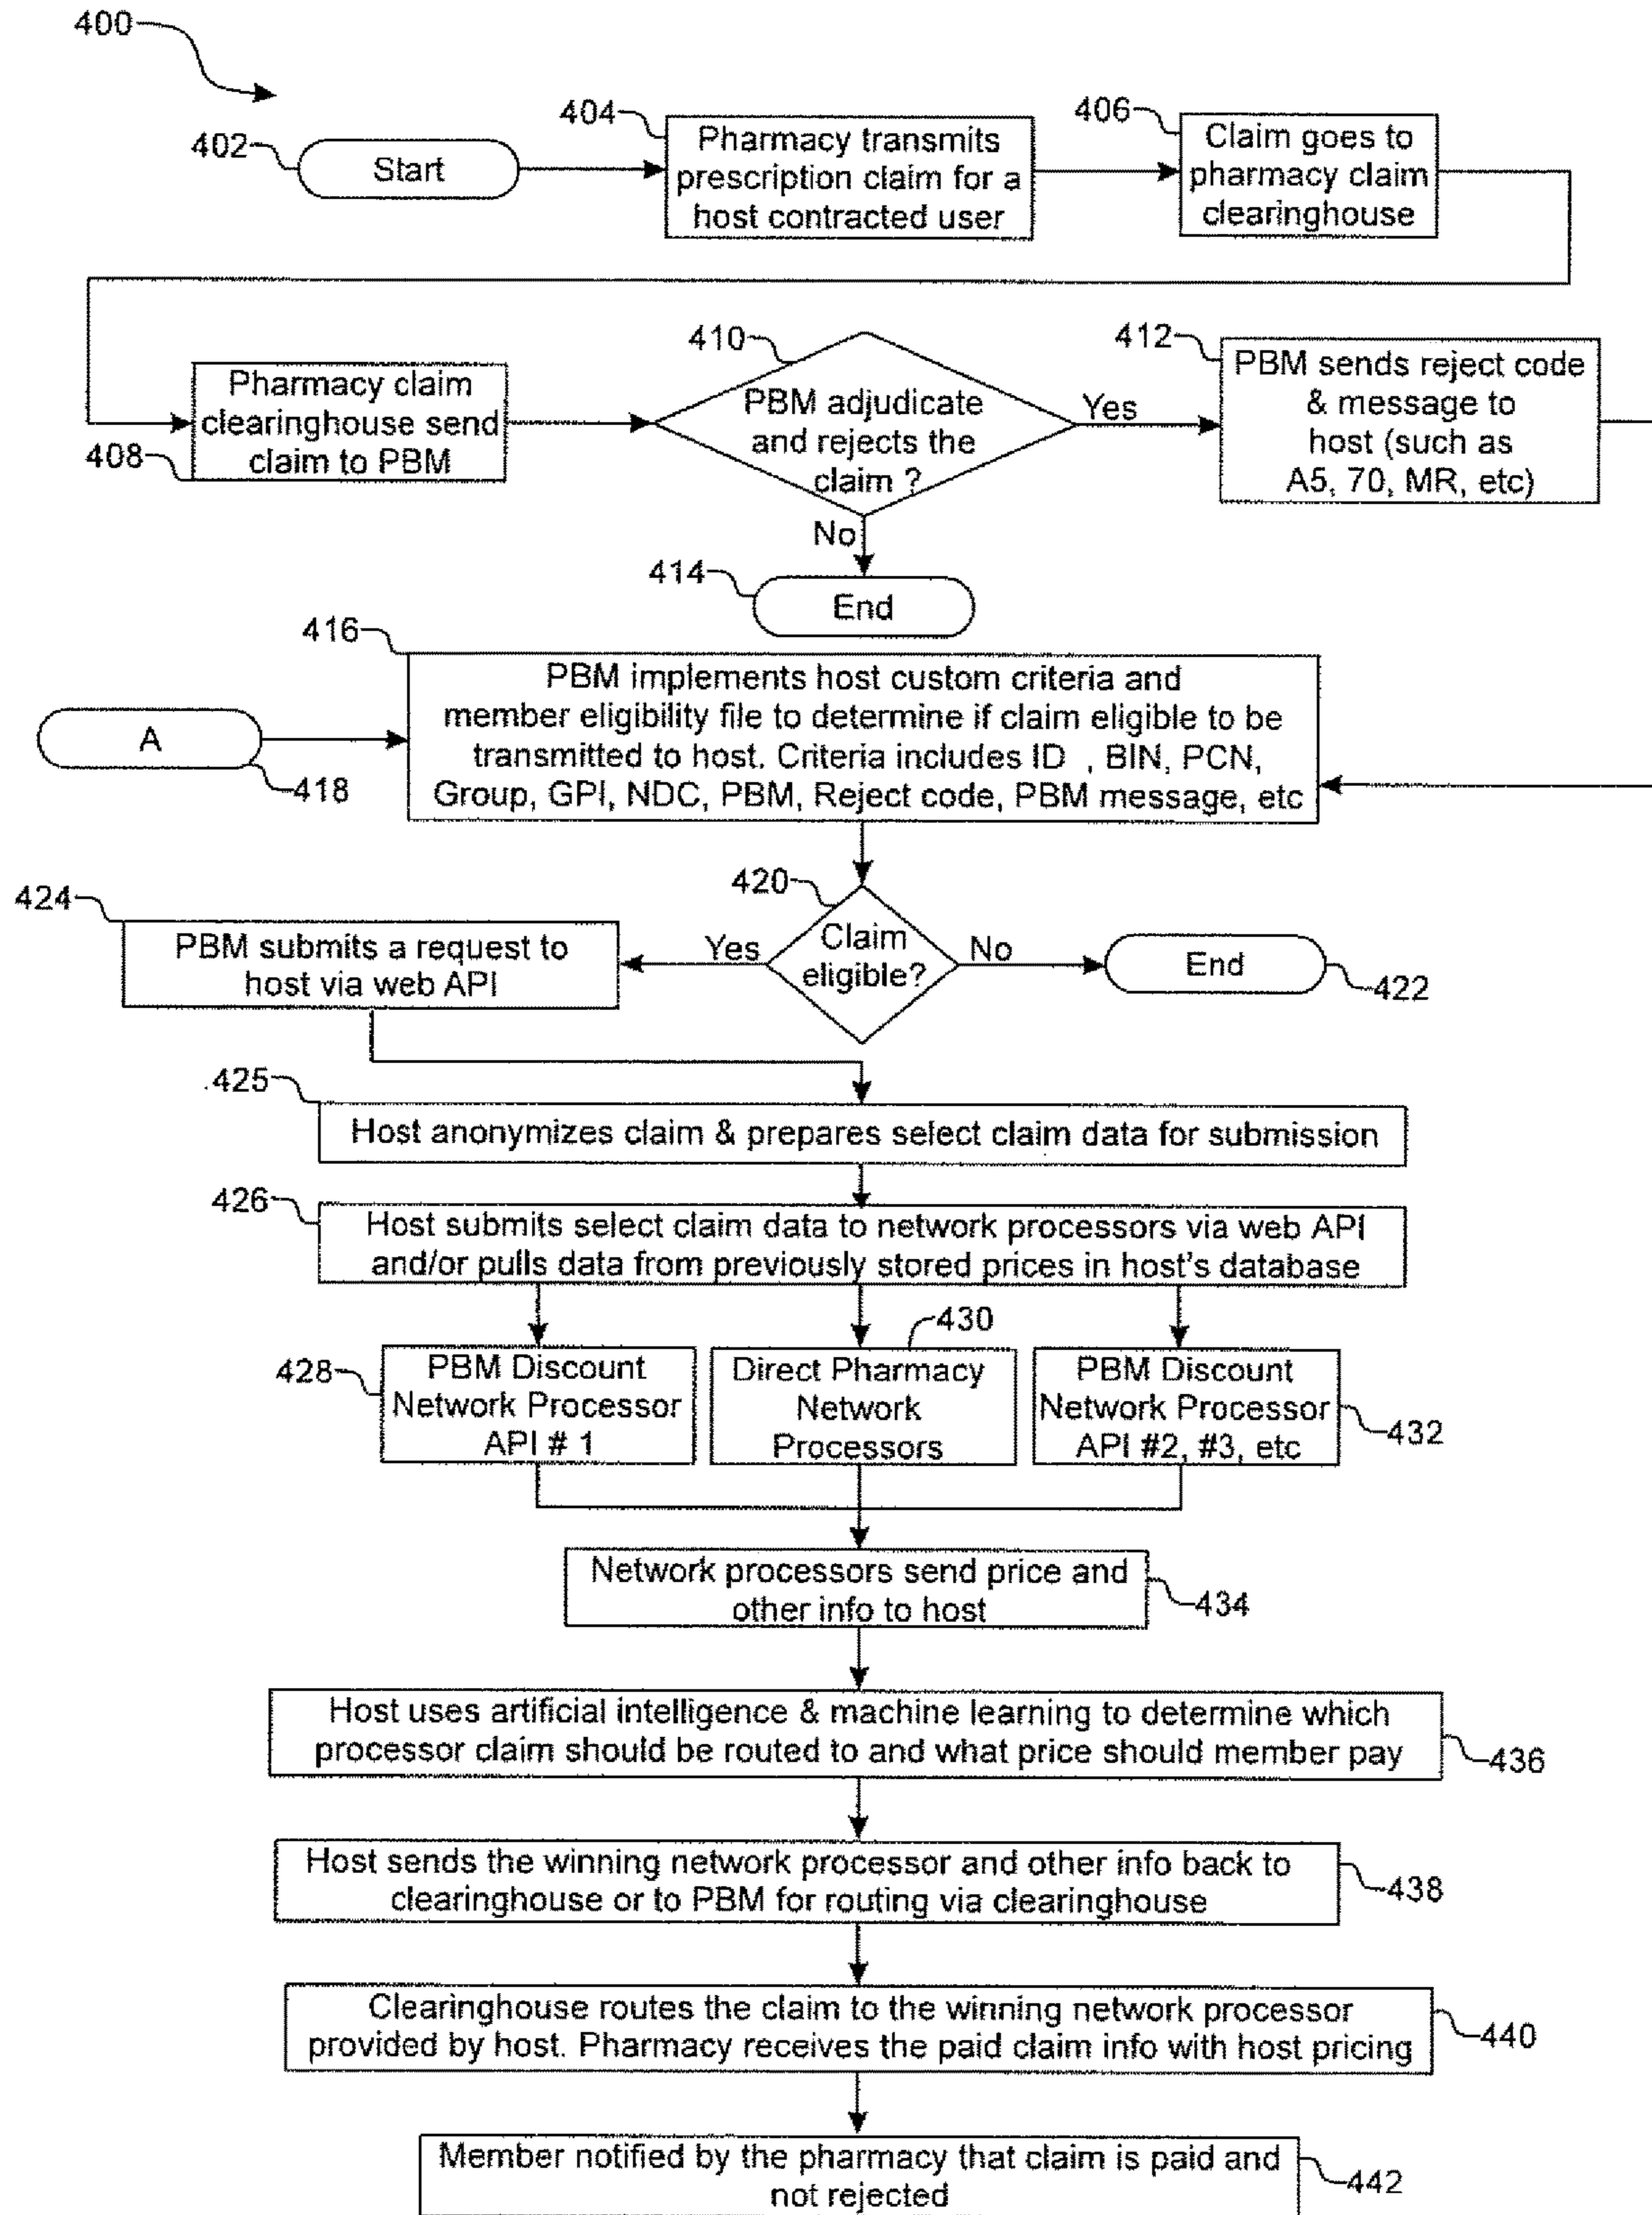 400
402
Start
404
Pharmacy transmits
prescription claim for a
host contracted user
406
Claim goes to
pharmacy claim
clearinghouse
408
Pharmacy claim
clearinghouse send
claim to PBM
410
PBM adjudicate
and rejects the
claim ?
Yes
No
412
PBM sends reject code
& message to
host (such as
A5, 70, MR, etc)
414
End
416
PBM implements host custom criteria and
member eligibility file to determine if claim eligible to be
transmitted to host. Criteria includes ID , BIN, PCN,
Group, GPI, NDC, PBM, Reject code, PBM message, etc
A
418
420
Claim
eligible?
Yes
No
End
422
424
PBM submits a request to
host via web API
425
Host anonymizes claim & prepares select claim data for submission
426
Host submits select claim data to network processors via web API
and/or pulls data from previously stored prices in host's database
428
PBM Discount
Network Processor
API # 1
430
Direct Pharmacy
Network
Processors
PBM Discount
Network Processor
API #2, #3, etc
432
Network processors send price and
other info to host
434
Host uses artificial intelligence & machine learning to determine which
processor claim should be routed to and what price should member pay
436
Host sends the winning network processor and other info back to
clearinghouse or to PBM for routing via clearinghouse
438
Clearinghouse routes the claim to the winning network processor
provided by host. Pharmacy receives the paid claim info with host pricing
440
Member notified by the pharmacy that claim is paid and
not rejected
442